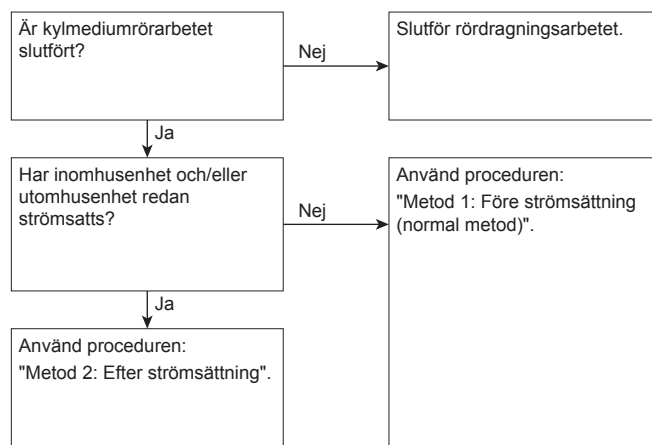 Är kylmediumrörarbetet
slutfört?
Nej
Slutför rördragningsarbetet.
Ja
Har inomhusenhet och/eller
utomhusenhet redan
strömsatts?
Nej
Använd proceduren:
"Metod 1: Före strömsättning
(normal metod)".
Ja
Använd proceduren:
"Metod 2: Efter strömsättning".